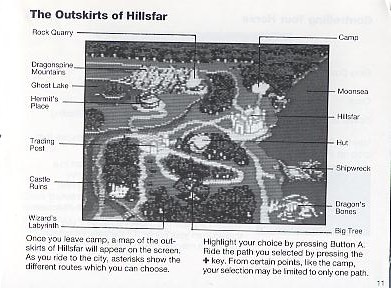 The Outskirts of Hillsfar
Rock Quarry
Camp
Dragonspine
Mountains
Ghost Lake
Moonsea
Hermit's
Place
Hillsfar
Trading
Post
Hut
Shipwreck
Castle
Ruins
Dragon's
Bones
Wizard's
Labyrinth
Big Tree
Once you leave camp, a map of the out-
skirts of Hillsfar will appear on the screen.
As you ride to the city, asterisks show the
different routes which you can choose.
Highlight your choice by pressing Button A.
Ride the path you selected by pressing the
✚ key. From certain points, like the camp,
your selection may be limited to only one path.